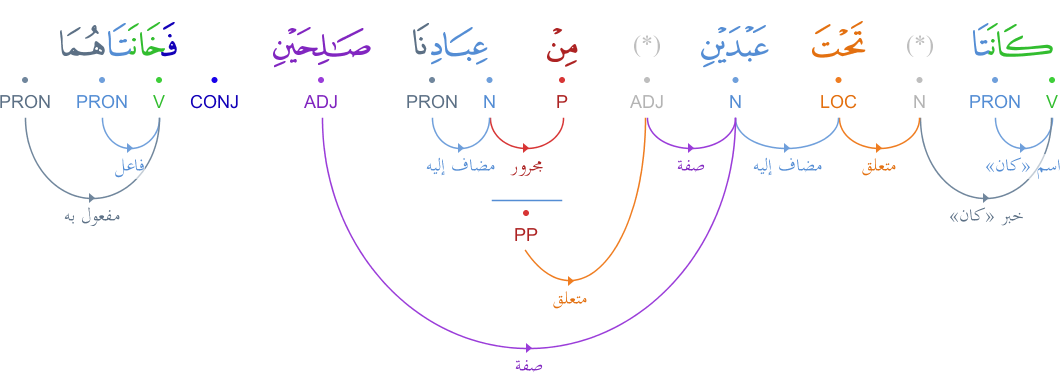 كَانَتَا (*) تَحْتَ عَبْدَيْنِ (*) مِنْ عِبَادِنَا صَـٰلِحَيْنِ فَخَانَتَاهُمَا
V PRON N LOC N ADJ P N PRON ADJ CONJ V PRON PRON
اسم «كان» متعلق مضاف إليه صفة مجرور مضاف إليه فاعل
خبر «كان» مفعول به
PP
متعلق
صفة